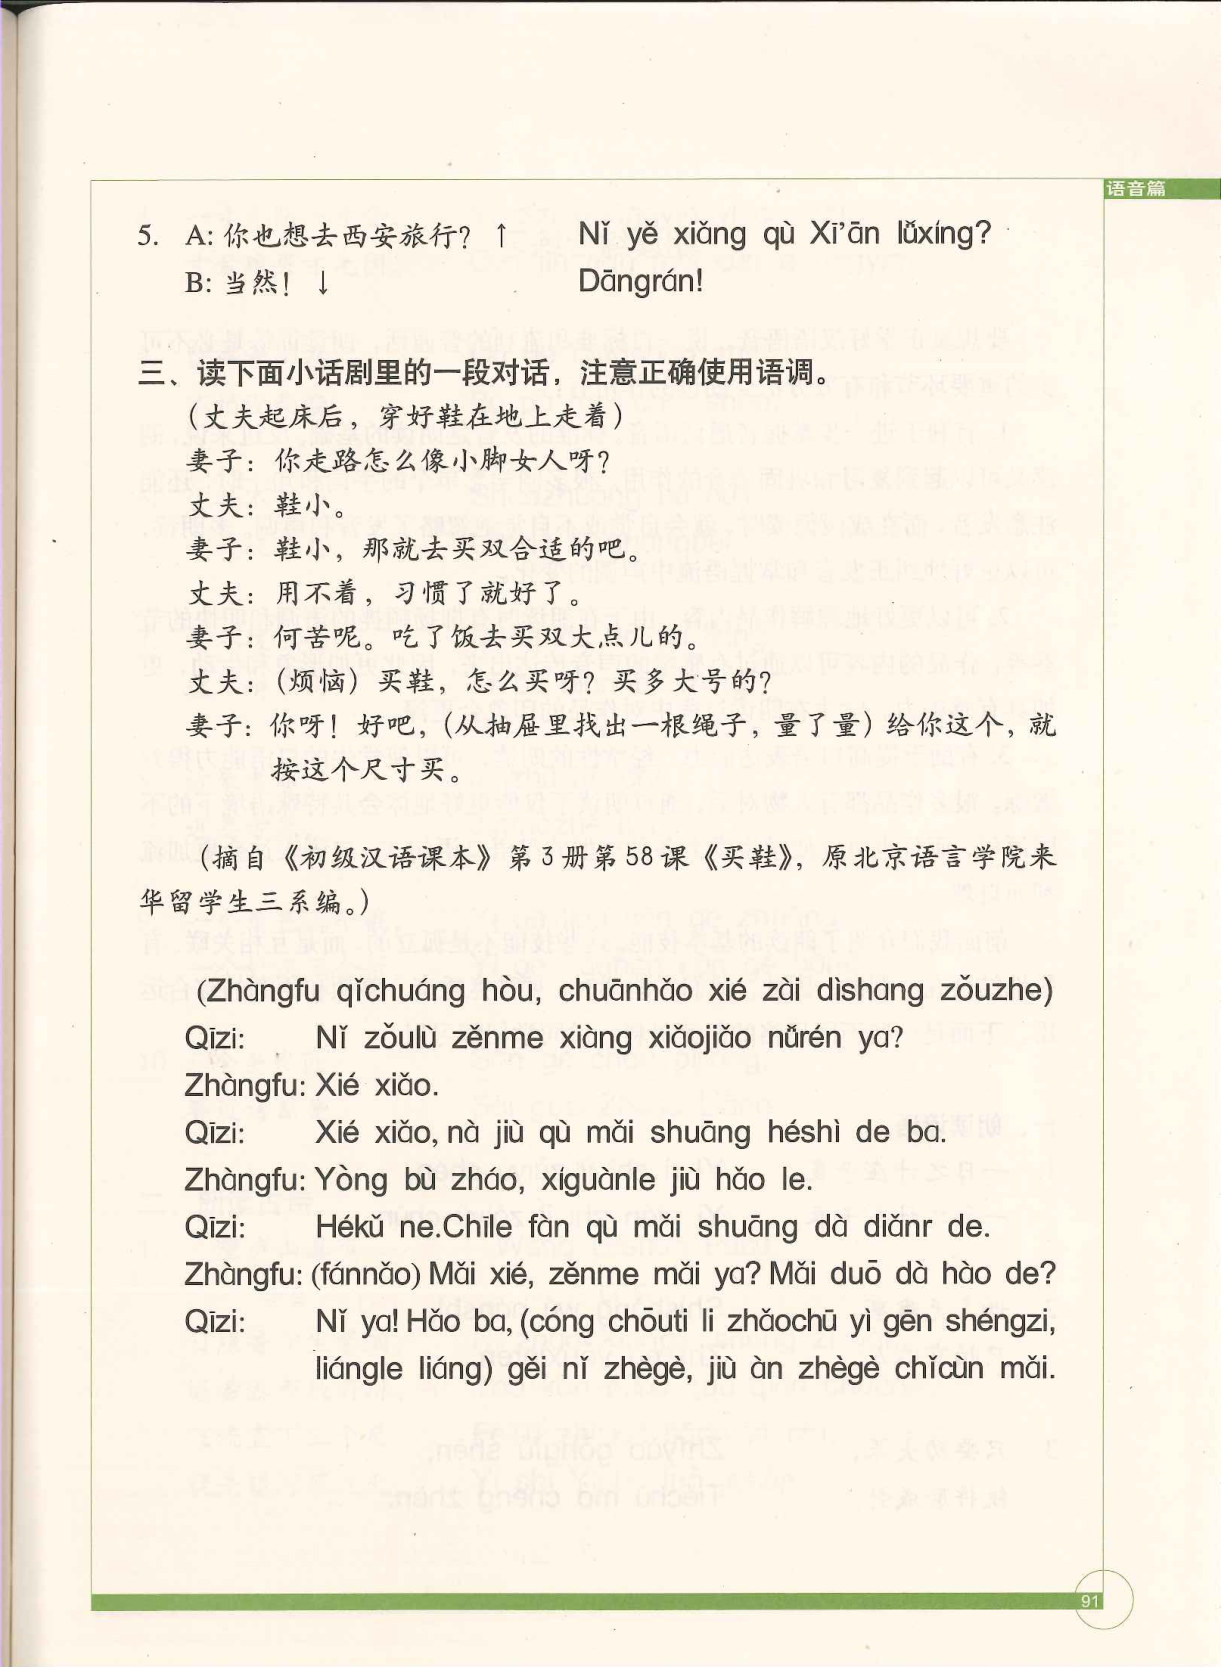 语音篇
5. A: 你也想去西安旅行？ ↑ Nǐ yě xiǎng qù Xī’ān lǚxíng?
B: 当然！ ↓ Dāngrán!
三、读下面小话剧里的一段对话，注意正确使用语调。
（丈夫起床后，穿好鞋在地上走着）
妻子：你走路怎么像小脚女人呀？
丈夫：鞋小。
妻子：鞋小，那就去买双合适的吧。
丈夫：用不着，习惯了就好了。
妻子：何苦呢。吃了饭去买双大点儿的。
丈夫：（烦恼）买鞋，怎么买呀？买多大号的？
妻子：你呀！好吧，（从抽屉里找出一根绳子，量了量）给你这个，就
按这个尺寸买。
（摘自《初级汉语课本》第 3 册第 58 课《买鞋》，原北京语言学院来
华留学生三系编。）
(Zhàngfu qǐchuáng hòu, chuānhǎo xié zài dìshang zǒuzhe)
Qīzi: Nǐ zǒulù zěnme xiàng xiǎojiǎo nǚrén ya?
Zhàngfu: Xié xiǎo.
Qīzi: Xié xiǎo, nà jiù qù mǎi shuāng héshì de ba.
Zhàngfu: Yòng bù zháo, xíguànle jiù hǎo le.
Qīzi: Hékǔ ne.Chīle fàn qù mǎi shuāng dà diǎnr de.
Zhàngfu: (fánnǎo) Mǎi xié, zěnme mǎi ya? Mǎi duō dà hào de?
Qīzi: Nǐ ya! Hǎo ba, (cóng chōuti li zhǎochū yì gēn shéngzi,
liángle liáng) gěi nǐ zhègè, jiù àn zhègè chǐcùn mǎi.
91